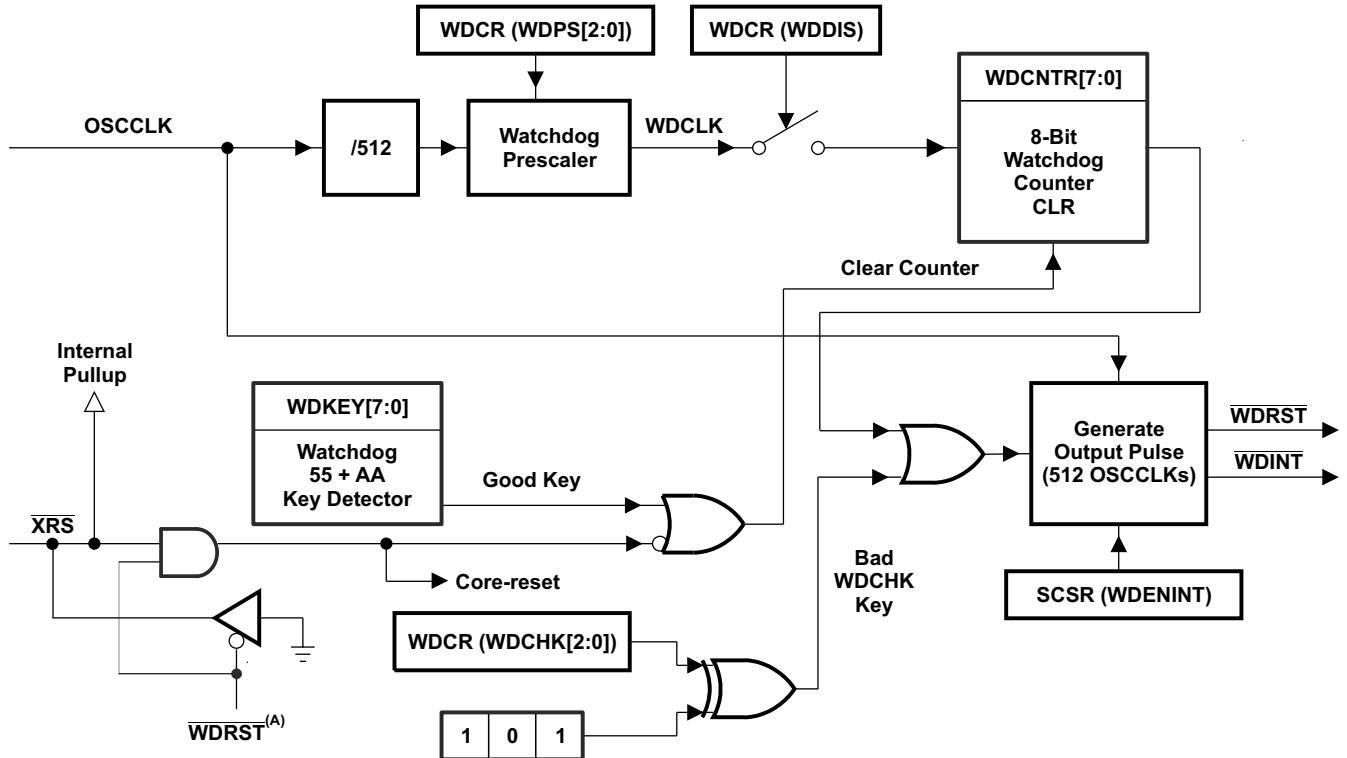 WDCR (WDPS[2:0])
WDCR (WDDIS)
WDCNTR[7:0]
OSCCLK
/512
Watchdog
Prescaler
WDCLK
8-Bit
Watchdog
Counter
CLR
Clear Counter
Internal
Pullup
WDKEY[7:0]
Watchdog
55 + AA
Key Detector
Good Key
Generate
Output Pulse
(512 OSCCLKs)
WDRST
WDINT
XRS
Core-reset
Bad
WDCHK
Key
SCSR (WDENINT)
WDCR (WDCHK[2:0])
WDRST(A)
1 0 1